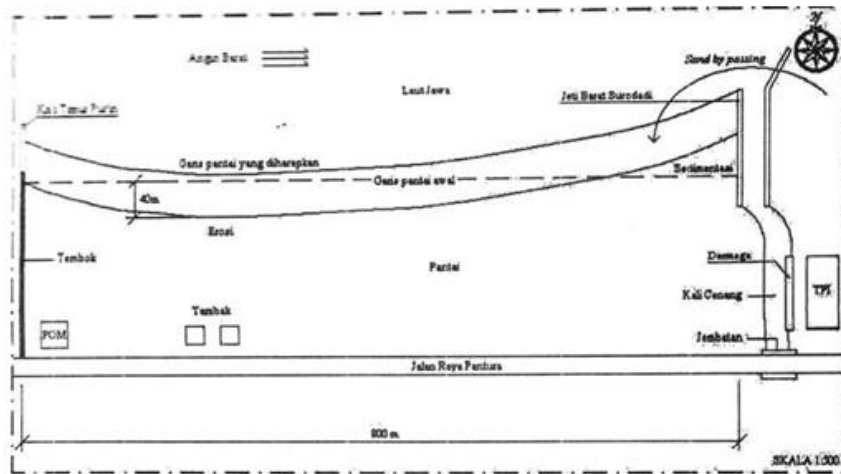 Angin Barat
Sand by passing
Laut Jawa
Jeti Barat Surodadi
Garis pantai yang diharapkan
Garis pantai awal
Sedimentasi
40m
Erosi
Tembok
Pantai
Dermaga
TPI
Kali Cenang
Tambak
POM
Jembatan
Jalan Raya Pantura
800 m
SKALA 1:500